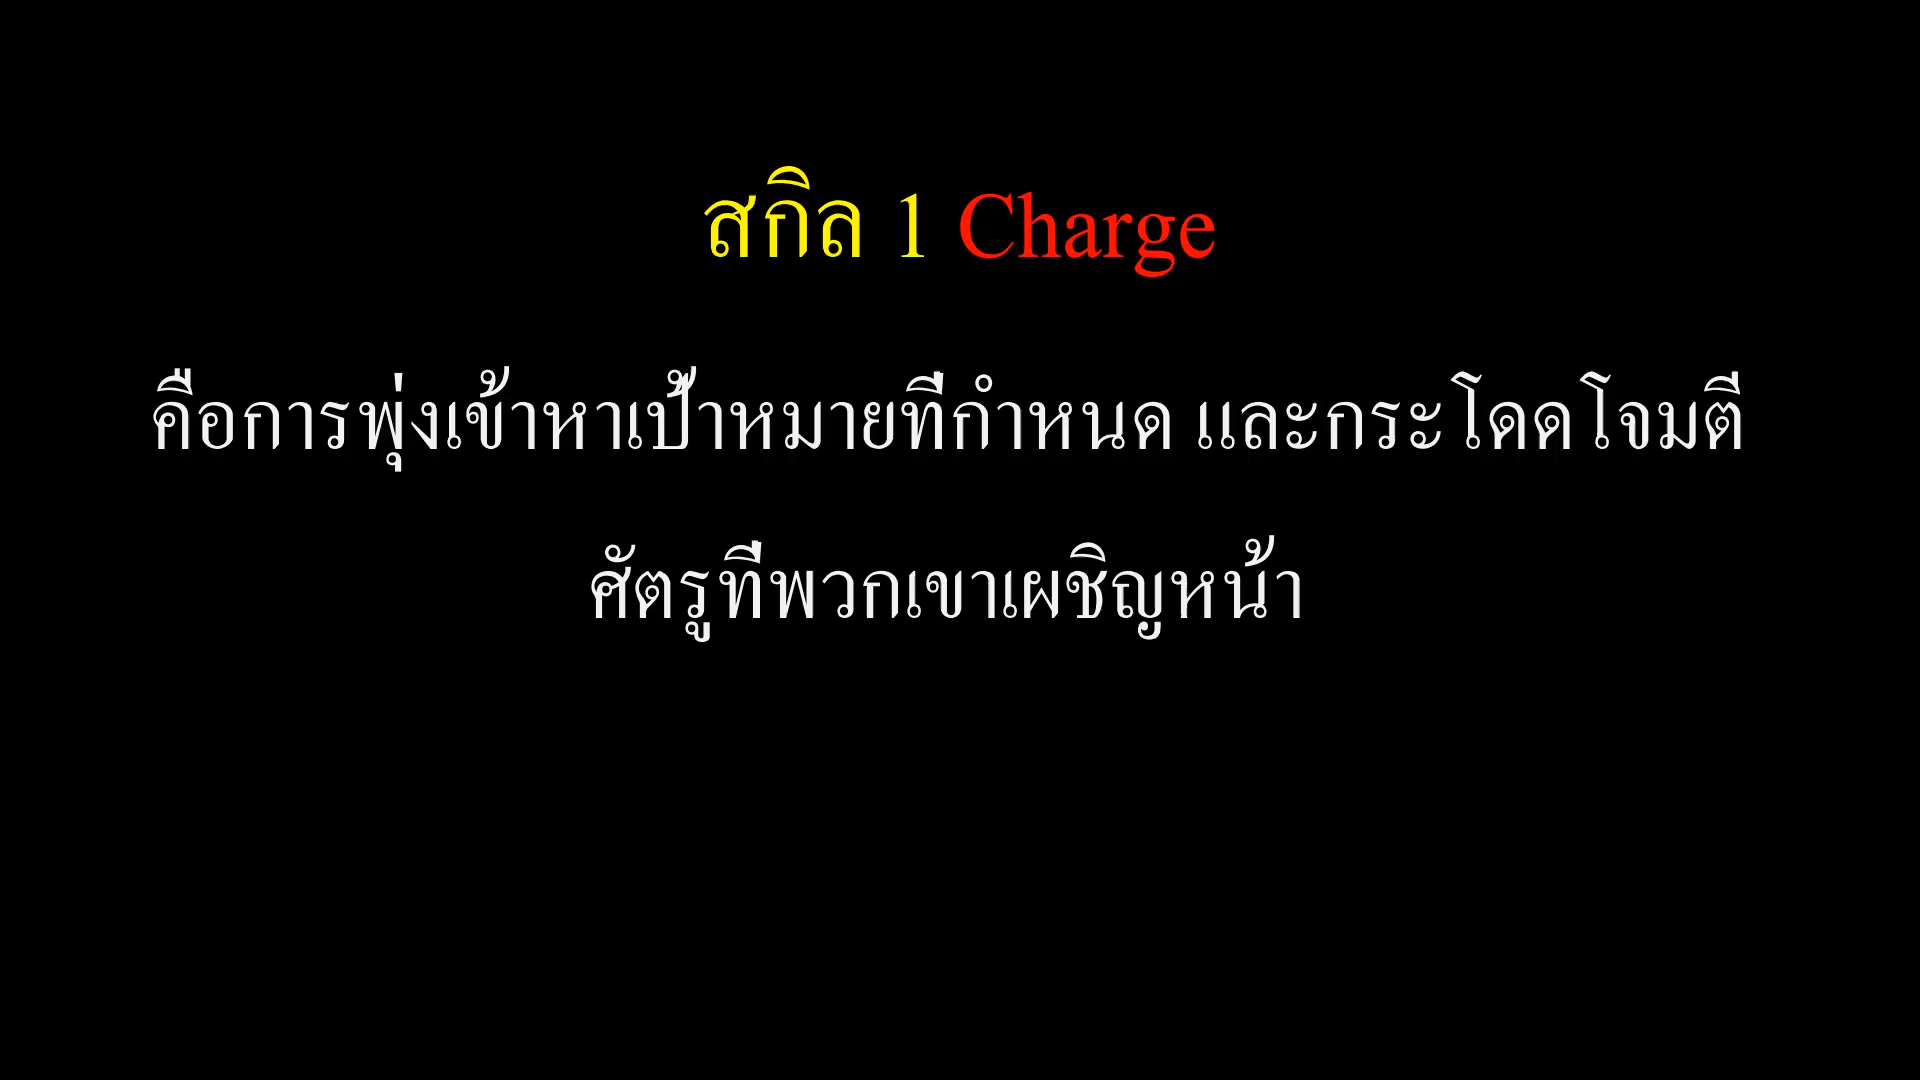 สกิล 1 Charge
คือการพุ่งเข้าหาเป้าหมายที่กำหนด และกระโดดโจมตี
ศัตรูที่พวกเขาเผชิญหน้า